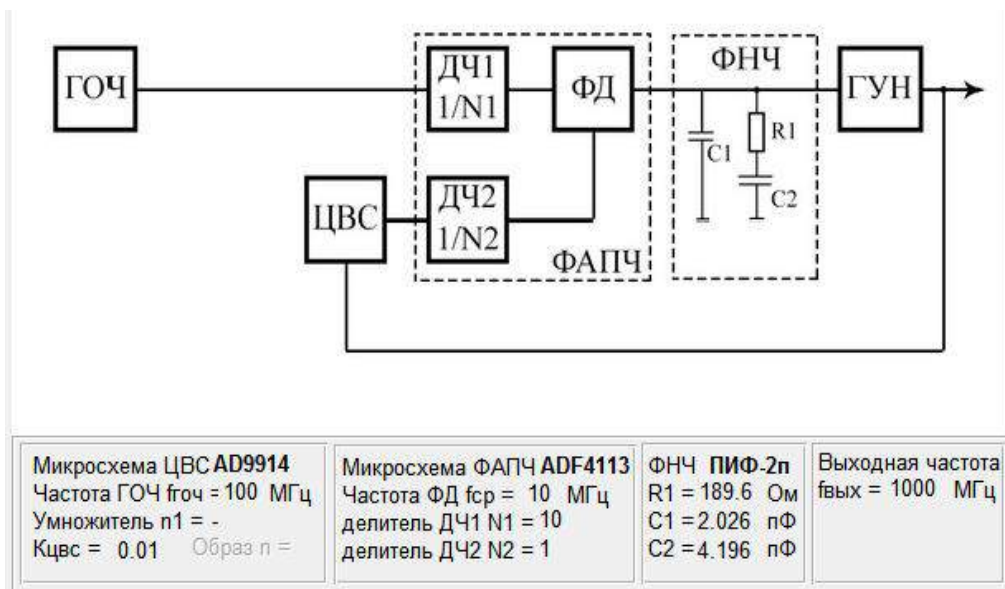 ГОЧ
ДЧ1
1/N1
ФД
ФНЧ
C1
R1
C2
ГУН
ЦВС
ДЧ2
1/N2
ФАПЧ
Микросхема ЦВС AD9914
Частота ГОЧ fгоч = 100 МГц
Умножитель n1 = -
Kцвс = 0.01 Образ n =
Микросхема ФАПЧ ADF4113
Частота ФД fср = 10 МГц
делитель ДЧ1 N1 = 10
делитель ДЧ2 N2 = 1
ФНЧ ПИФ-2п
R1 = 189.6 Ом
C1 = 2.026 пФ
C2 = 4.196 пФ
Выходная частота
fвых = 1000 МГц